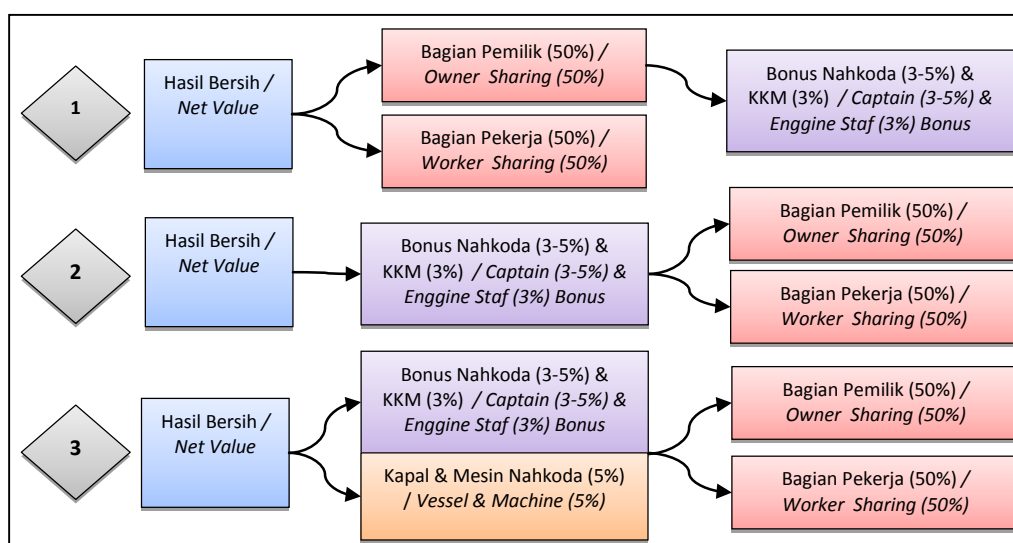 1
Hasil Bersih /
Net Value
Bagian Pemilik (50%) /
Owner Sharing (50%)
Bagian Pekerja (50%) /
Worker Sharing (50%)
Bonus Nahkoda (3-5%) &
KKM (3%) / Captain (3-5%) &
Enggine Staf (3%) Bonus
2
Hasil Bersih /
Net Value
Bonus Nahkoda (3-5%) &
KKM (3%) / Captain (3-5%) &
Enggine Staf (3%) Bonus
Bagian Pemilik (50%) /
Owner Sharing (50%)
Bagian Pekerja (50%) /
Worker Sharing (50%)
3
Hasil Bersih /
Net Value
Bonus Nahkoda (3-5%) &
KKM (3%) / Captain (3-5%) &
Enggine Staf (3%) Bonus
Kapal & Mesin Nahkoda (5%)
/ Vessel & Machine (5%)
Bagian Pemilik (50%) /
Owner Sharing (50%)
Bagian Pekerja (50%) /
Worker Sharing (50%)